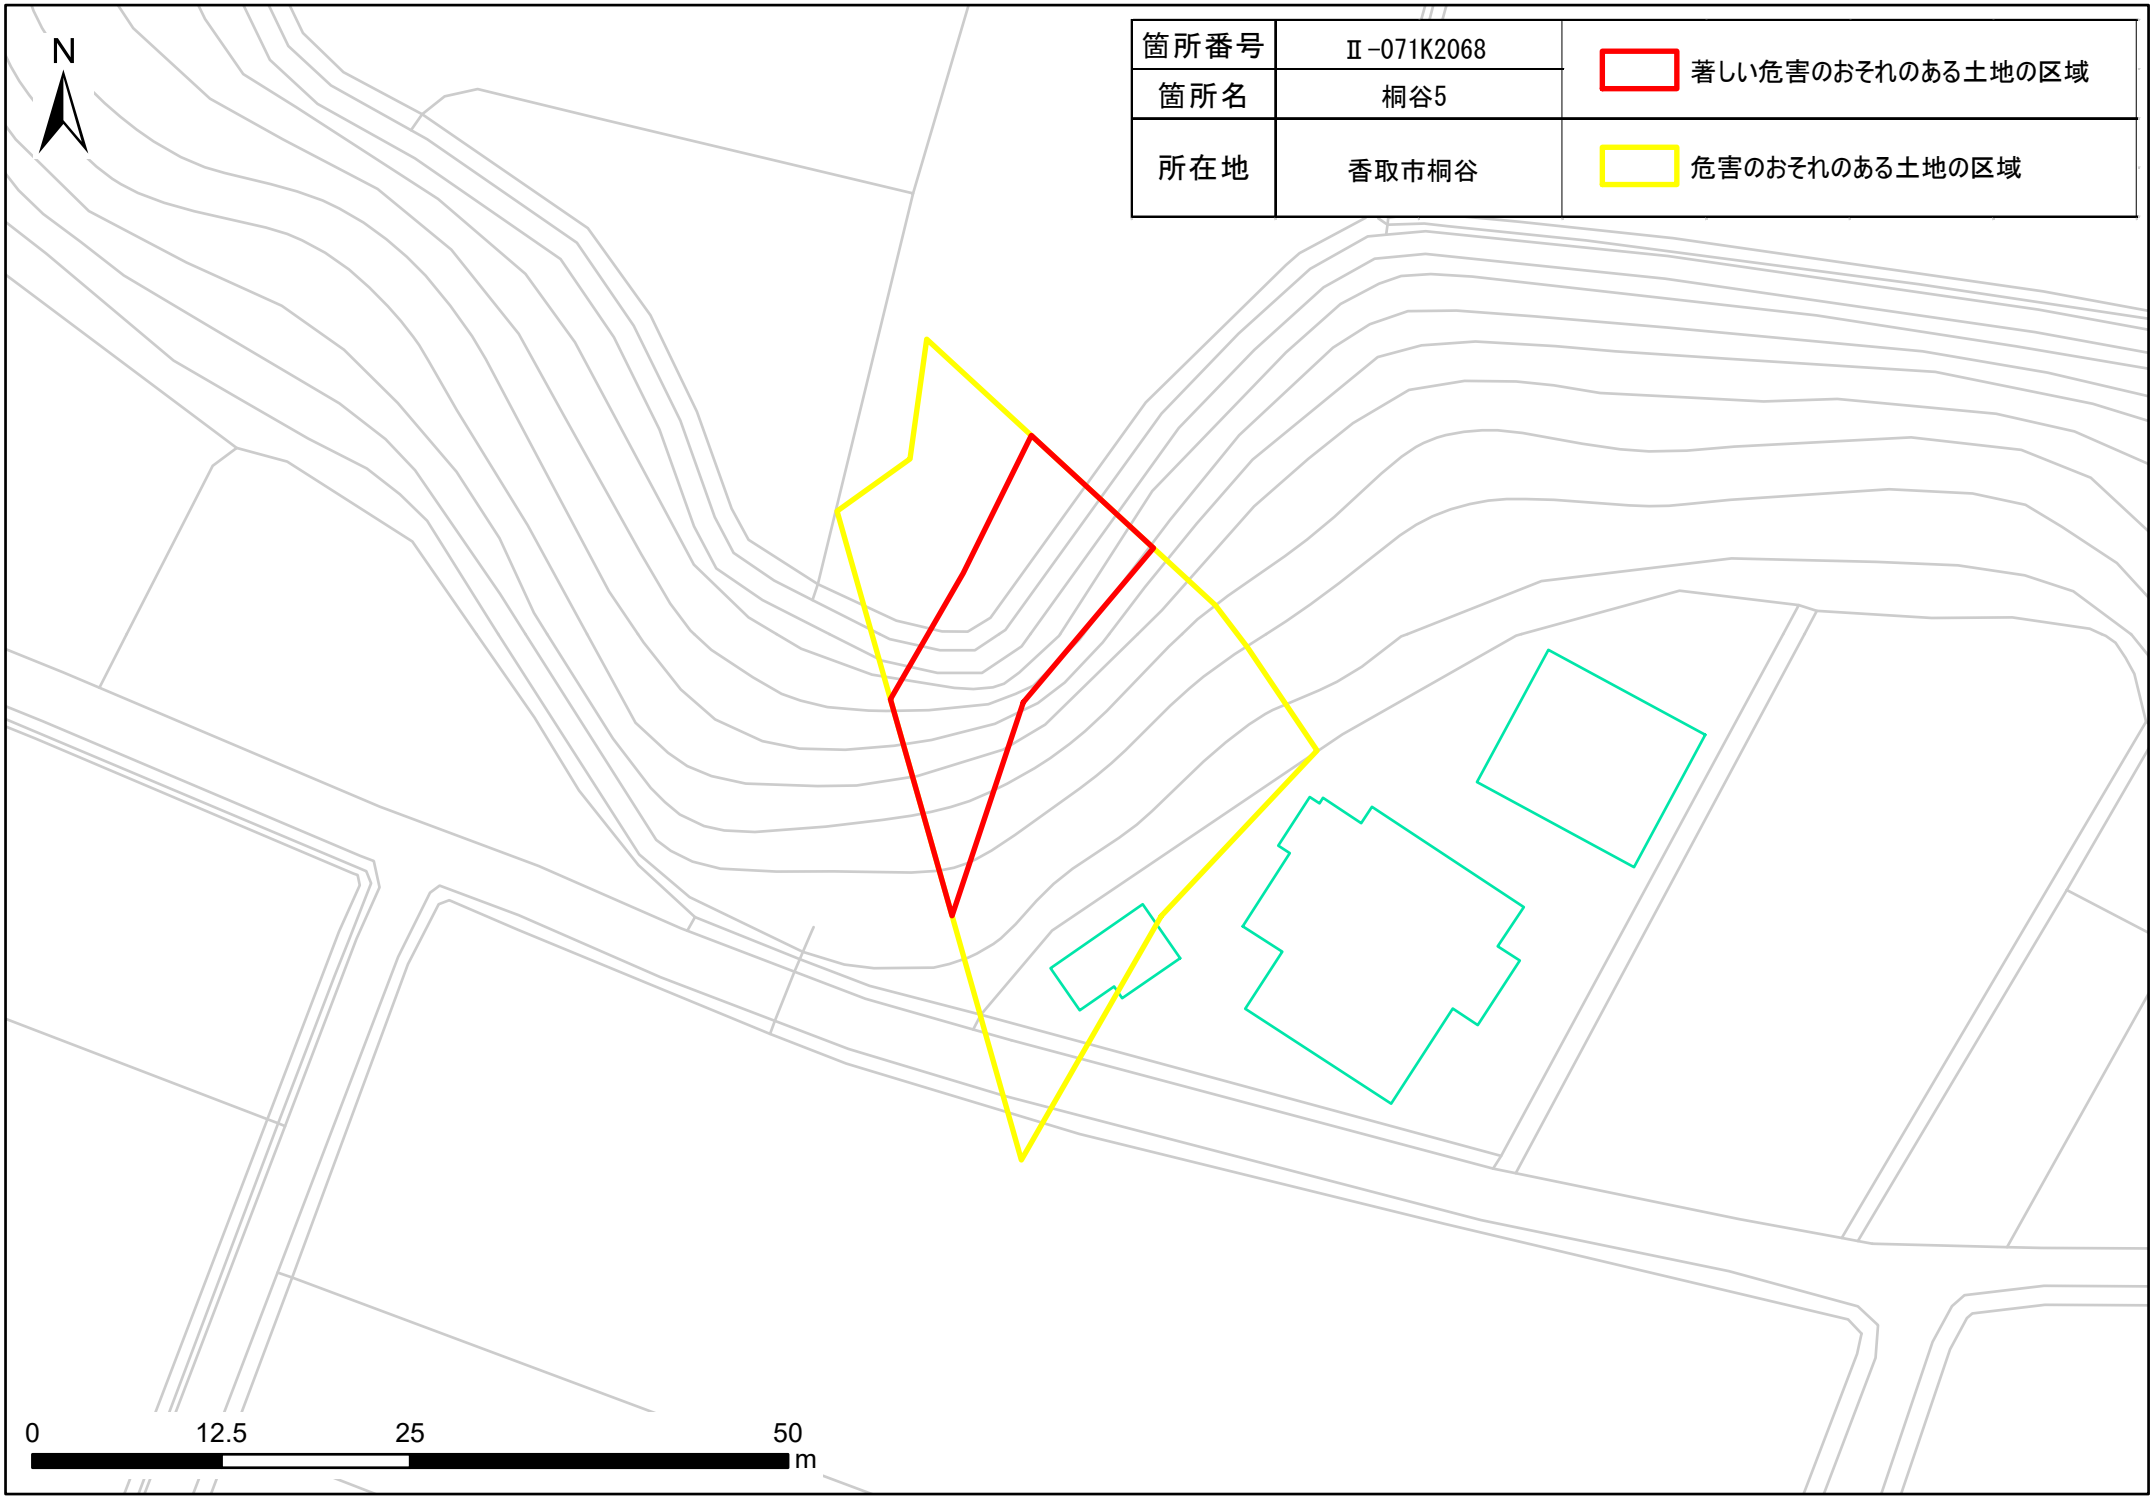 N
箇所番号 Ⅱ-071K2068
箇所名 桐谷5
所在地 香取市桐谷
著しい危害のおそれのある土地の区域
危害のおそれのある土地の区域
0 12.5 25 50
m